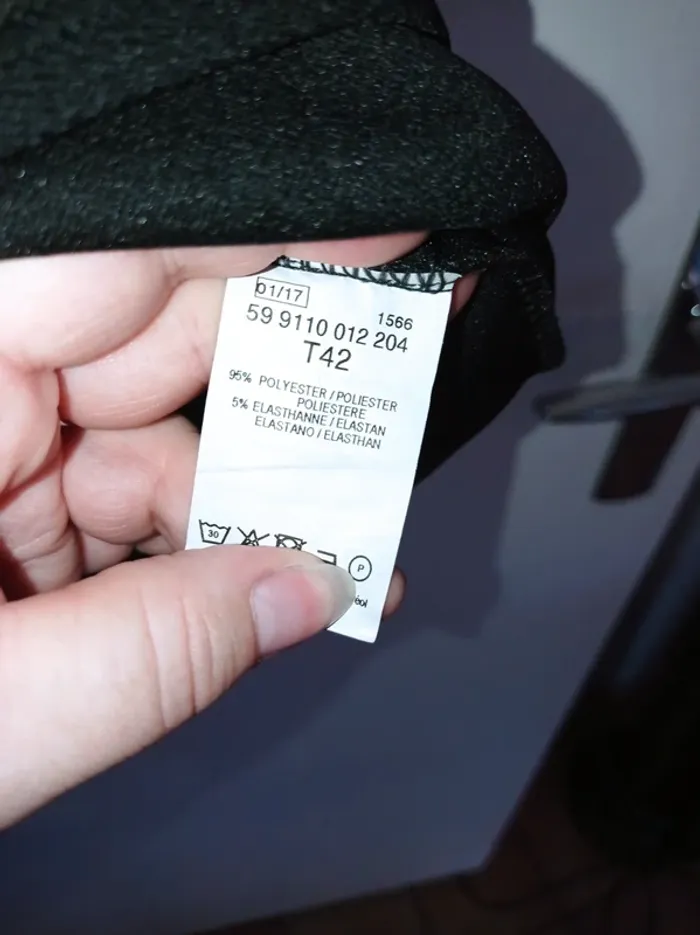 01/17
1566
59 9110 012 204
T42
95% POLYESTER / POLIESTER
POLIESTERE
5% ELASTHANNE / ELASTAN
ELASTANO / ELASTHAN
30
P